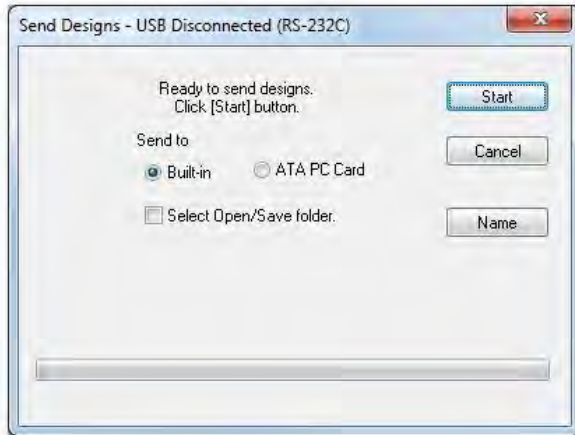 Send Designs - USB Disconnected (RS-232C)
Ready to send designs.
Click [Start] button.
Start
Send to
Cancel
Built-in
ATA PC Card
Select Open/Save folder.
Name